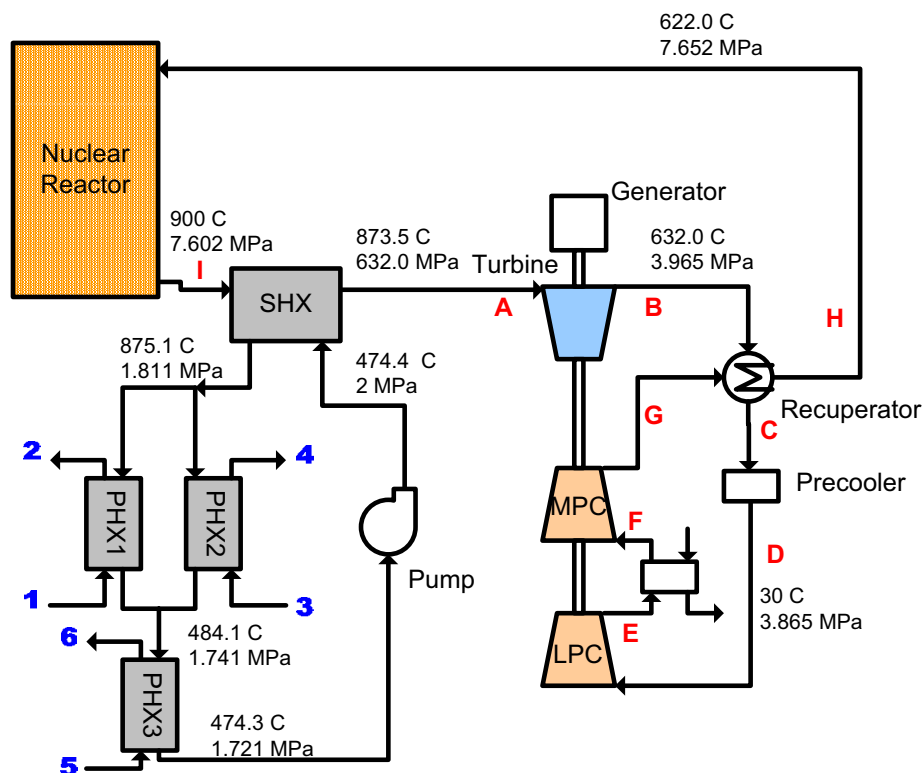 622.0 C
7.652 MPa
Nuclear
Reactor
Generator
900 C
7.602 MPa
I
873.5 C
632.0 MPa
Turbine
632.0 C
3.965 MPa
SHX
A
B
H
875.1 C
1.811 MPa
474.4 C
2 MPa
G
Recuperator
C
2
4
Precooler
PHX1
PHX2
MPC
F
D
Pump
1
3
30 C
3.865 MPa
E
6
484.1 C
1.741 MPa
LPC
PHX3
474.3 C
1.721 MPa
5